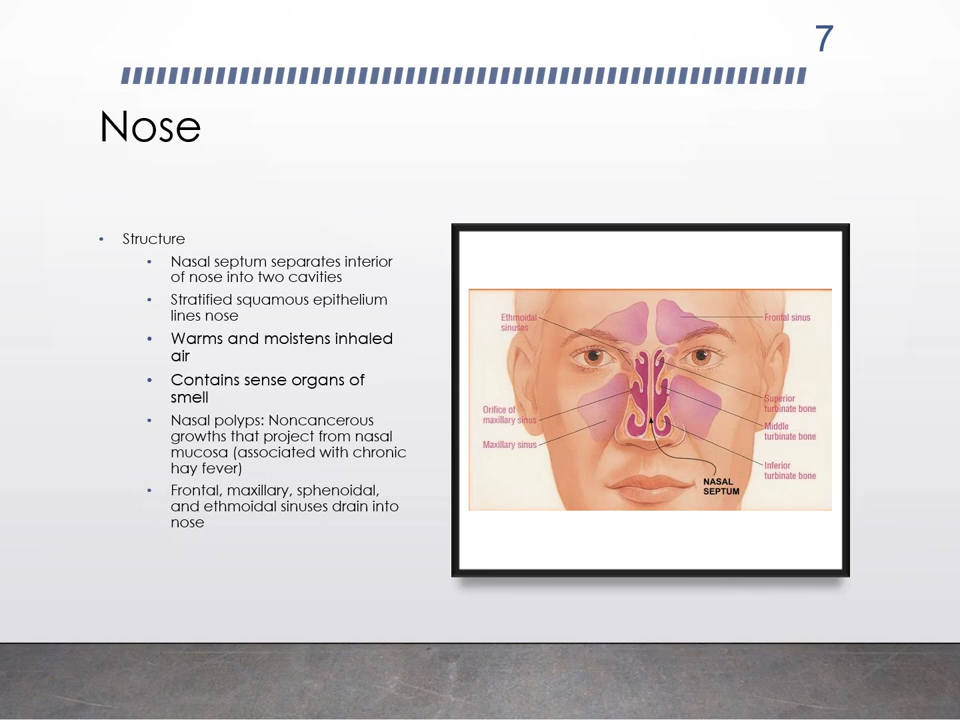 7
Nose
• Structure
• Nasal septum separates interior
of nose into two cavities
• Stratified squamous epithelium
lines nose
• Warms and moistens inhaled
air
• Contains sense organs of
smell
• Nasal polyps: Noncancerous
growths that project from nasal
mucosa (associated with chronic
hay fever)
• Frontal, maxillary, sphenoidal,
and ethmoidal sinuses drain into
nose
Ethmoidal
sinuses
Orifice of
maxillary sinus
Maxillary sinus
Frontal sinus
Superior
turbinate bone
Middle
turbinate bone
Inferior
turbinate bone
NASAL
SEPTUM